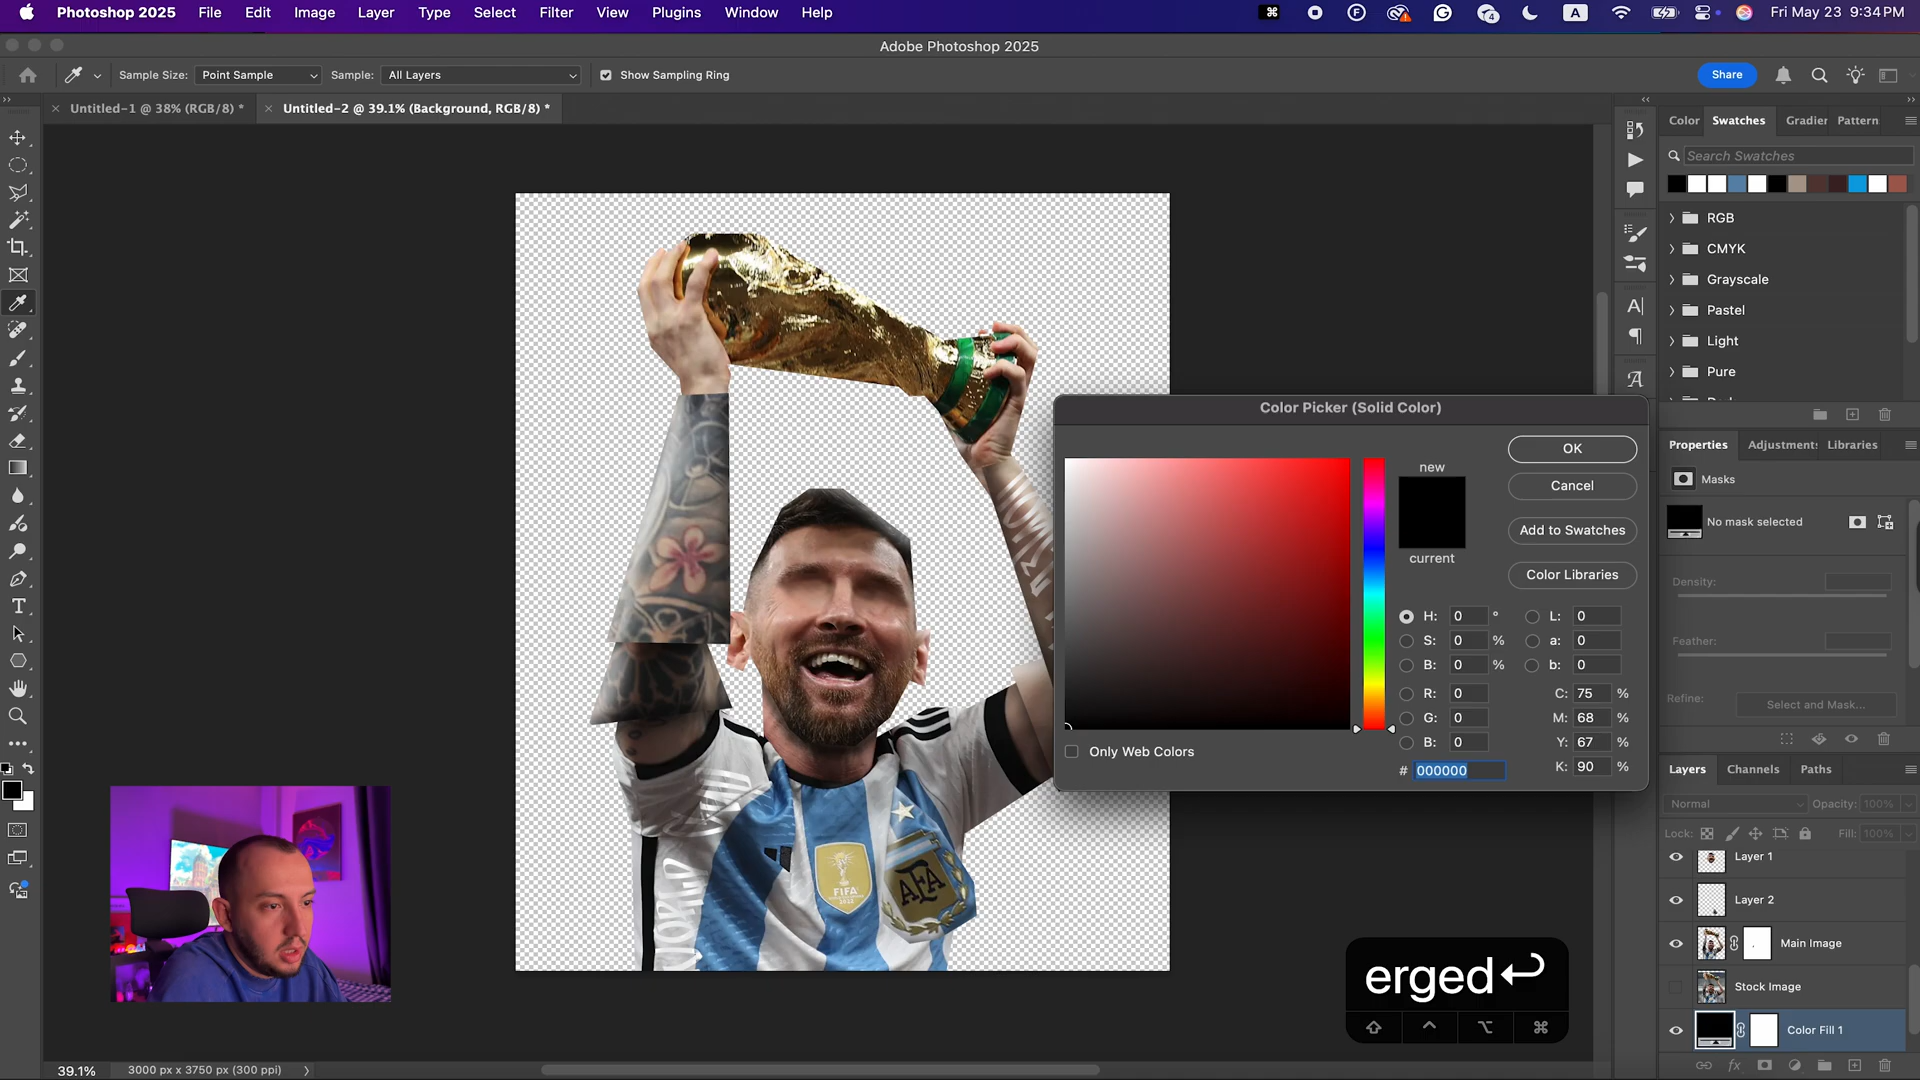 Photoshop 2025 File Edit Image Layer Type Select Filter View Plugins Window Help
4 A Fri May 23 9:34 PM
Adobe Photoshop 2025
Sample Size: Point Sample Sample: All Layers Show Sampling Ring
Share
Untitled-1 @ 38% (RGB/8) *
Untitled-2 @ 39.1% (Background, RGB/8) *
Color Swatches Gradier Pattern
Search Swatches
RGB
CMYK
Grayscale
Pastel
Light
Pure
Properties Adjustment: Libraries
Masks
No mask selected
Density:
Feather:
Refine: Select and Mask...
Layers Channels Paths
Normal Opacity: 100%
Lock: Fill: 100%
Layer 1
Layer 2
Main Image
Stock Image
Color Fill 1
Color Picker (Solid Color)
new
current
OK
Cancel
Add to Swatches
Color Libraries
H: 0 ° L: 0
S: 0 % a: 0
B: 0 % b: 0
R: 0 C: 75 %
G: 0 M: 68 %
B: 0 Y: 67 %
# 000000 K: 90 %
Only Web Colors
FIFA
AFA
erged
39.1% 3000 px x 3750 px (300 ppi)